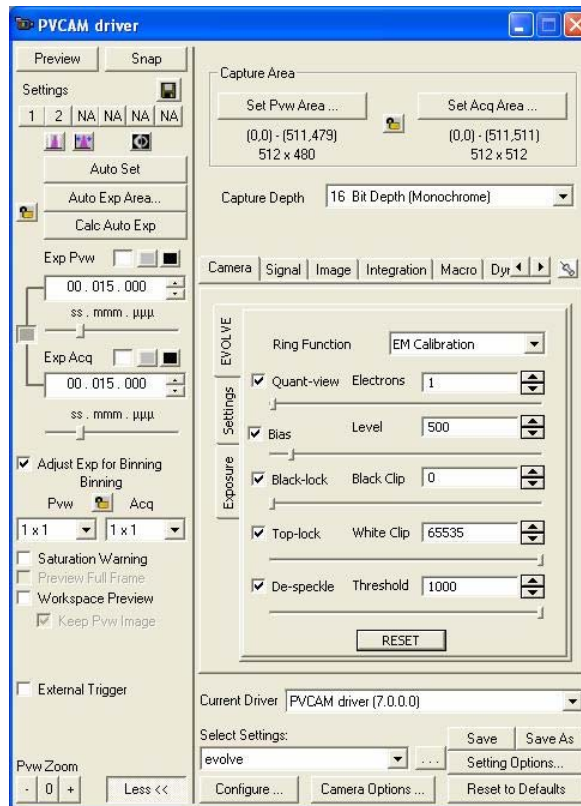 PVCAM driver
Preview Snap
Settings
1 2 NA NA NA NA
Auto Set
Auto Exp Area...
Calc Auto Exp
Exp Pvw
00 . 015 . 000
ss . mmm . µµµ
Exp Acq
00 . 015 . 000
ss . mmm . µµµ
Adjust Exp for Binning
Binning
Pvw Acq
1 x 1 1 x 1
Saturation Warning
Preview Full Frame
Workspace Preview
Keep Pvw Image
External Trigger
Pvw Zoom
- 0 + Less <<
Capture Area
Set Pvw Area ... Set Acq Area ...
(0,0) - (511,479) (0,0) - (511,511)
512 x 480 512 x 512
Capture Depth 16 Bit Depth (Monochrome)
Camera Signal Image Integration Macro Dyr
EVOLVE
Settings
Exposure
Ring Function EM Calibration
Quant-view Electrons 1
Bias Level 500
Black-lock Black Clip 0
Top-lock White Clip 65535
De-speckle Threshold 1000
RESET
Current Driver PVCAM driver (7.0.0.0)
Select Settings: Save Save As
evolve ... Setting Options...
Configure ... Camera Options ... Reset to Defaults